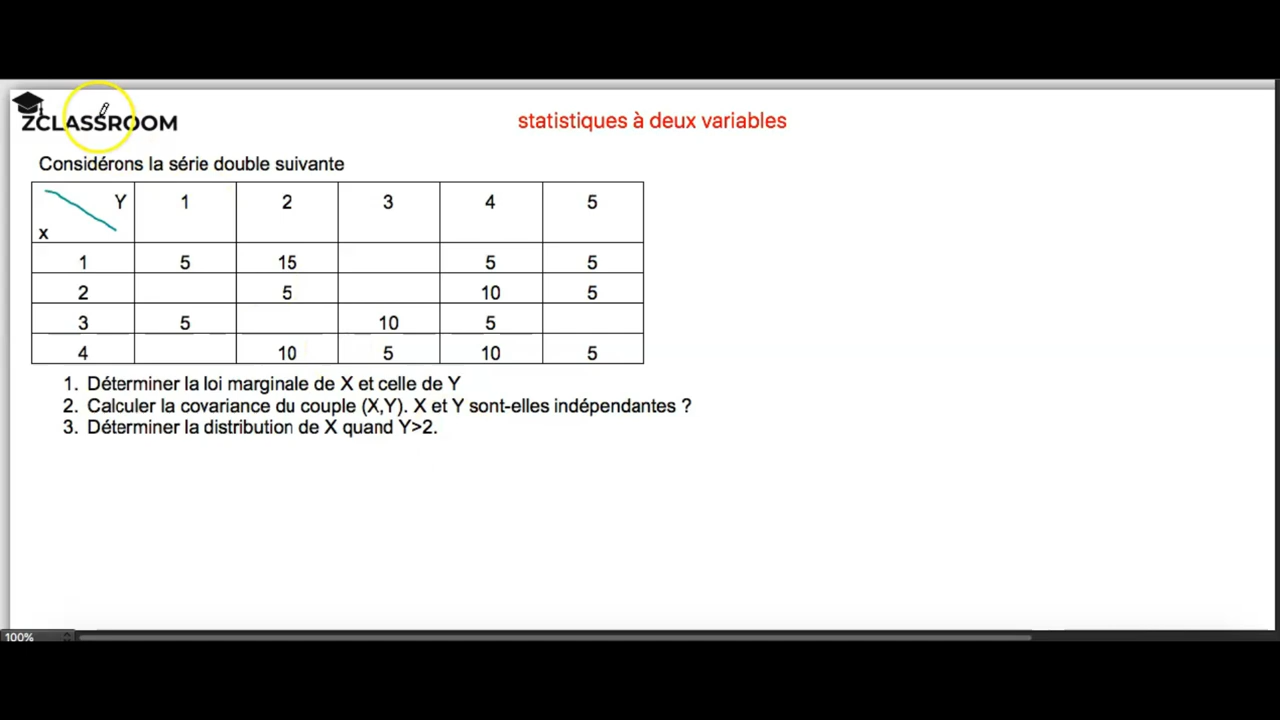 ZCLASSROOM
statistiques à deux variables
Considérons la série double suivante
Y 1 2 3 4 5
x
1 5 15 5 5
2 5 10 5
3 5 10 5
4 10 5 10 5
1. Déterminer la loi marginale de X et celle de Y
2. Calculer la covariance du couple (X,Y). X et Y sont-elles indépendantes ?
3. Déterminer la distribution de X quand Y>2.
100%